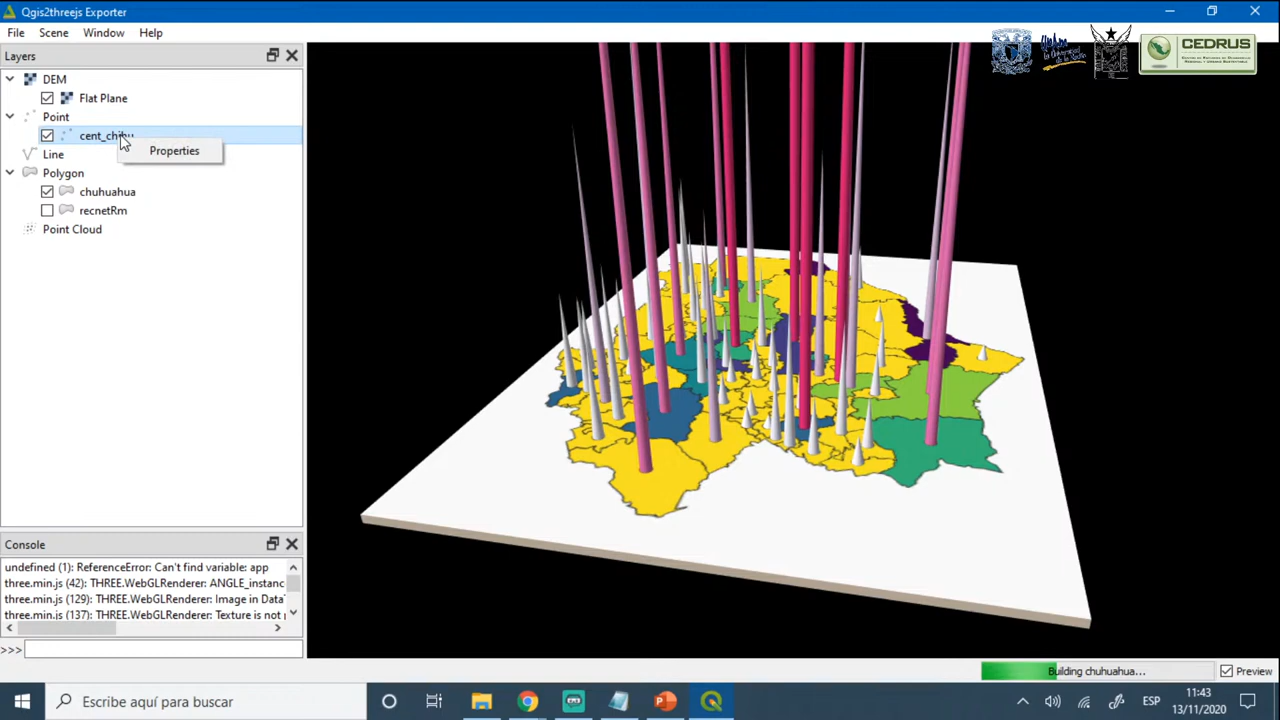 Qgis2threejs Exporter
File Scene Window Help
Layers
DEM
Flat Plane
Point
cent_chihu
Properties
Line
Polygon
chuhuahua
recnetRm
Point Cloud
CEDRUS
Console
undefined (1): ReferenceError: Can't find variable: app
three.min.js (42): THREE.WebGLRenderer: ANGLE_instanc
three.min.js (129): THREE.WebGLRenderer: Image in DataT
three.min.js (137): THREE.WebGLRenderer: Texture is not p
>>>
Building chuhuahua...
Preview
Escribe aquí para buscar
ESP
11:43
13/11/2020